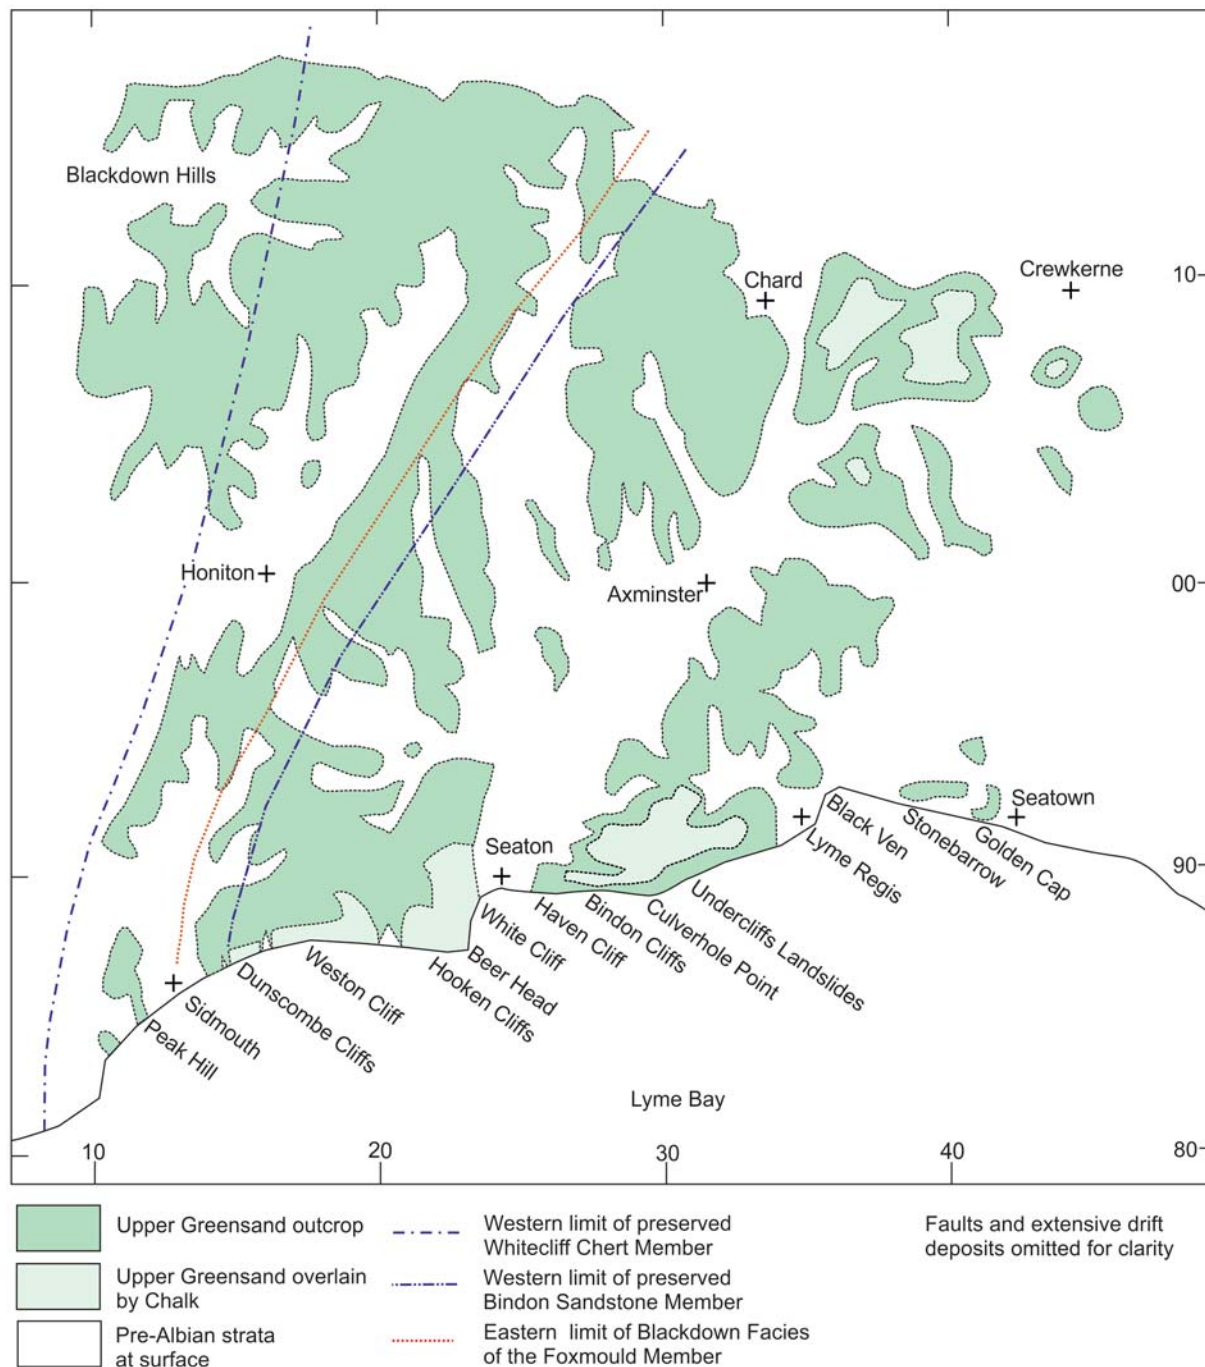 Blackdown Hills
Chard
Crewkerne
10
Honiton
Axminster
00
Seaton
Seatown
Lyme Regis
Black Ven
Stonebarrow
Golden Cap
90
Sidmouth
Peak Hill
Dunscombe Cliffs
Weston Cliff
Hooken Cliffs
Beer Head
White Cliff
Haven Cliff
Bindon Cliffs
Culverhole Point
Undercliffs Landslides
Lyme Bay
10
20
30
40
80
Upper Greensand outcrop
Upper Greensand overlain
by Chalk
Pre-Albian strata
at surface
Western limit of preserved
Whitecliff Chert Member
Western limit of preserved
Bindon Sandstone Member
Eastern limit of Blackdown Facies
of the Foxmould Member
Faults and extensive drift
deposits omitted for clarity